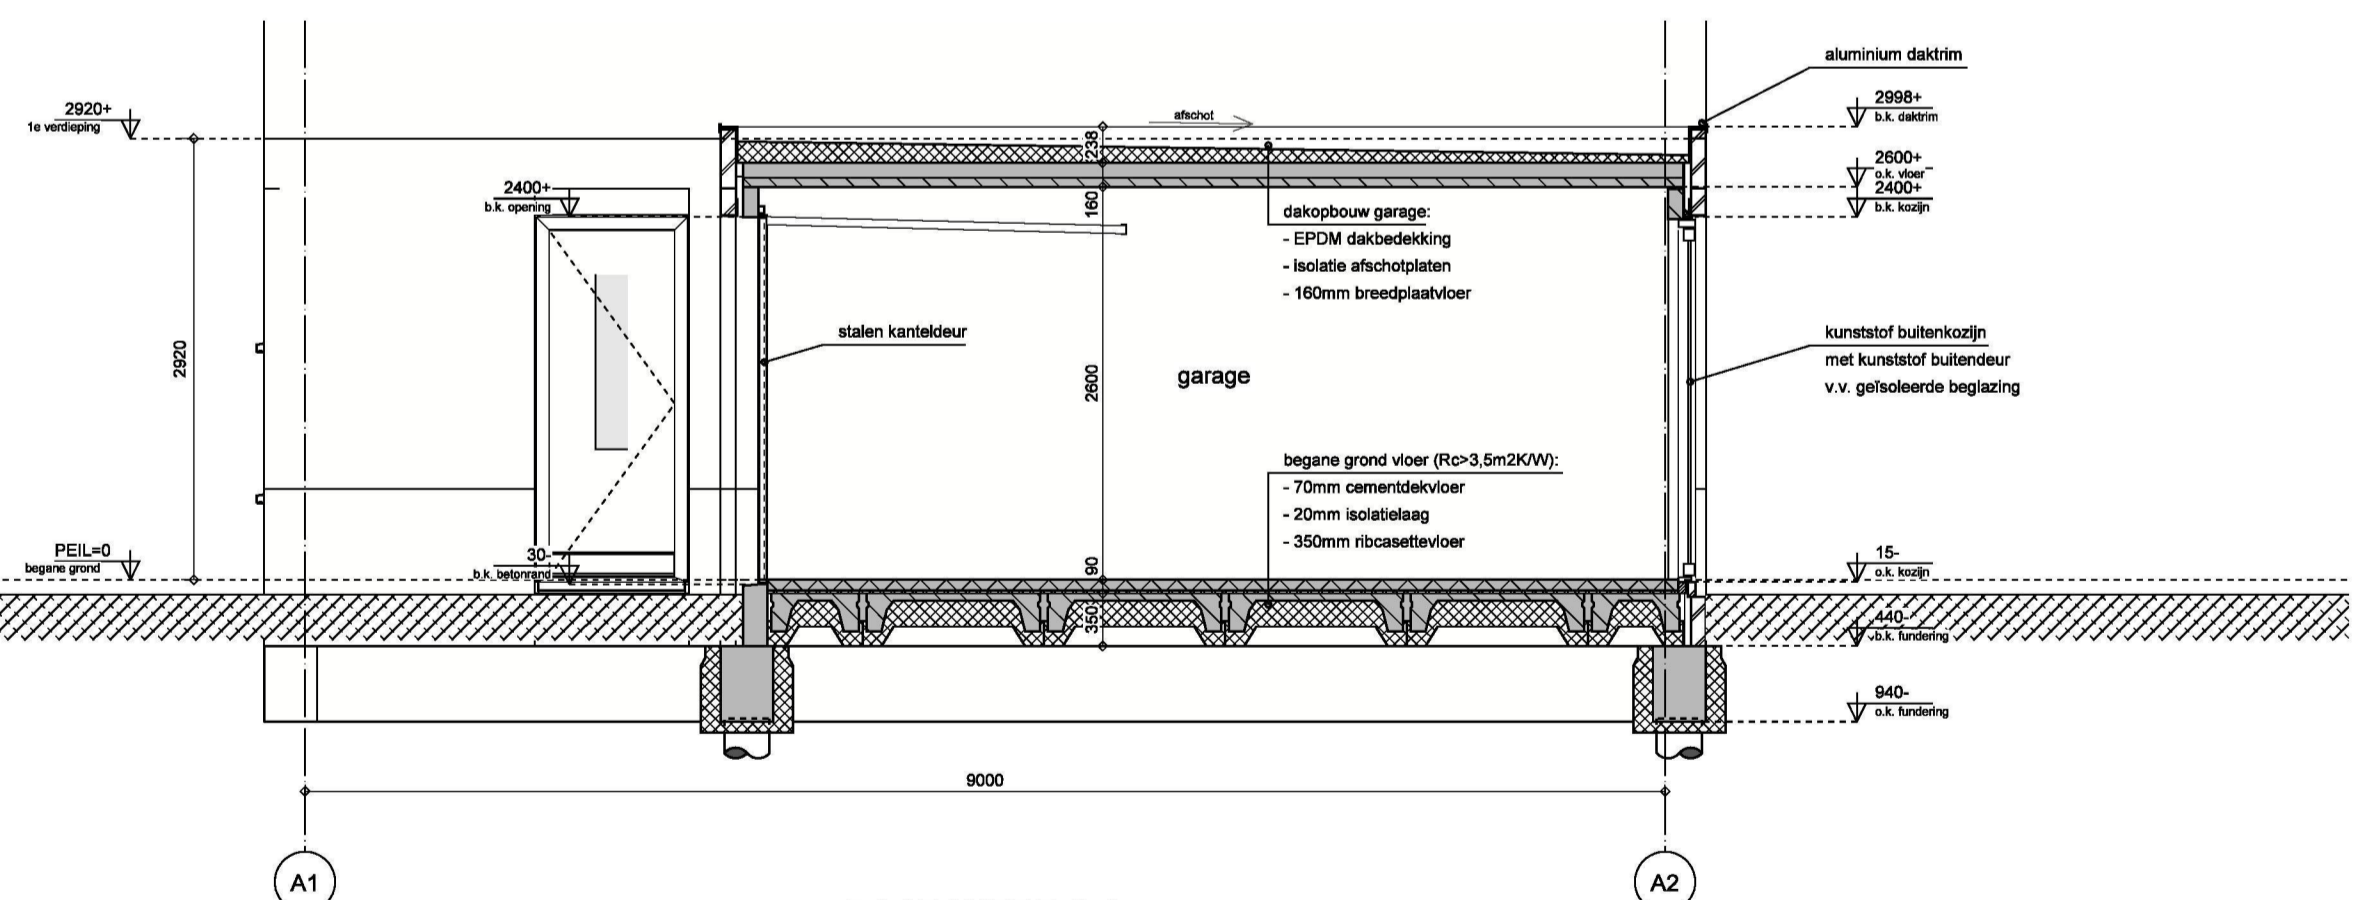 aluminium daktrim
2920+
1e verdieping
afschot
2998+
b.k. daktrim
238
2600+
o.k. vloer
2400+
b.k. opening
2400+
b.k. kozijn
160
dakopbouw garage:
- EPDM dakbedekking
- isolatie afschotplaten
- 160mm breedplaatvloer
stalen kanteldeur
kunststof buitenkozijn
met kunststof buitendeur
v.v. geïsoleerde beglazing
2920
2600
garage
begane grond vloer (Rc>3,5m2K/W):
- 70mm cementdekvloer
- 20mm isolatielaag
- 350mm ribcasettevloer
PEIL=0
begane grond
30-
b.k. betonrand
90
15-
o.k. kozijn
350
440-
b.k. fundering
940-
o.k. fundering
9000
A1
A2